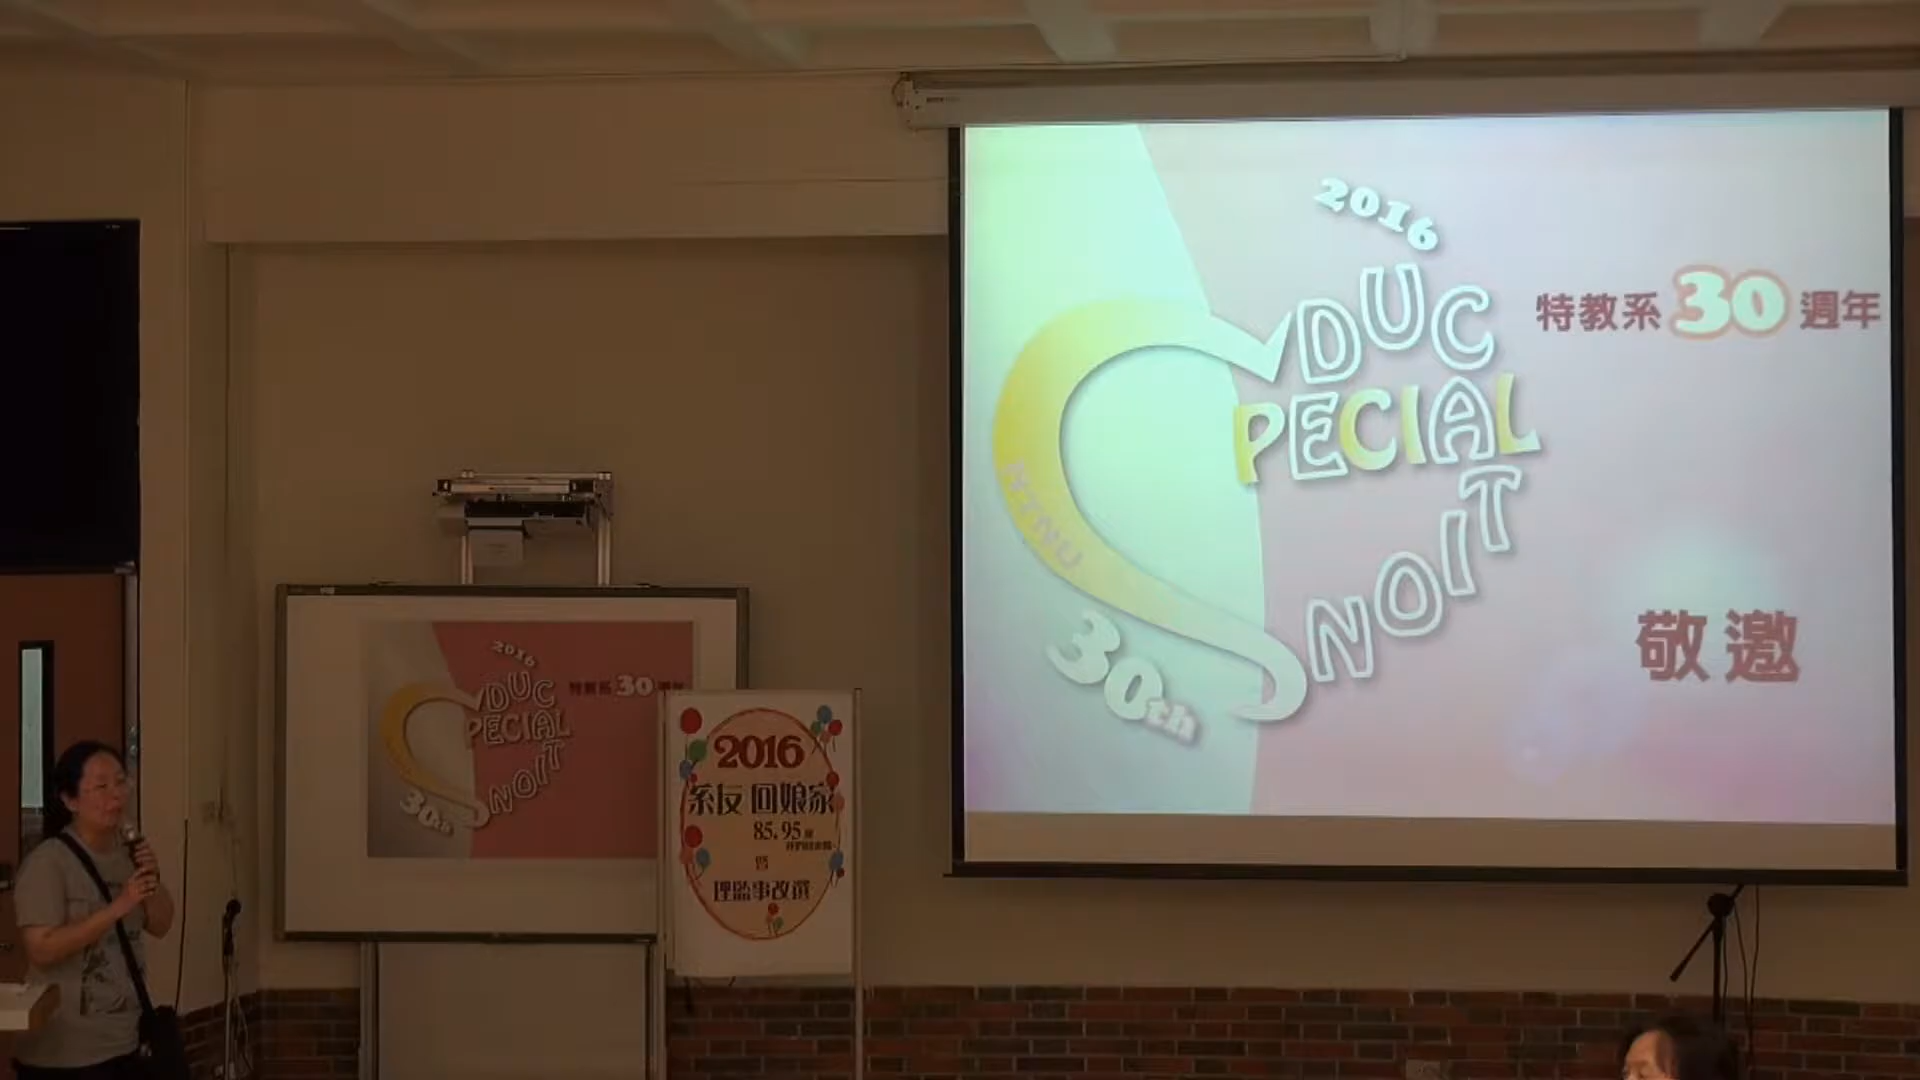 2016
DUC
特教系30週年
PECIAL
TION
NTNU
30th
敬邀
2016
DUC
特教系30週年
PECIAL
TION
30th
2016
系友回娘家
85.95
暨
理監事改選